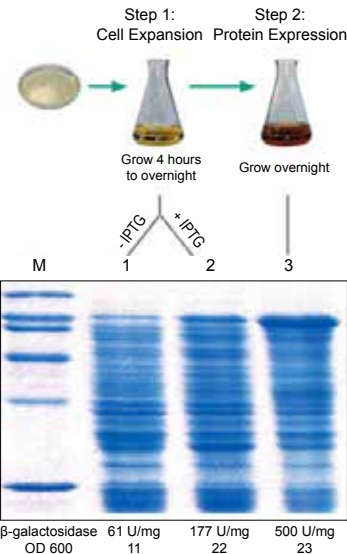 Step 1:
Cell Expansion
Step 2:
Protein Expression
Grow 4 hours
to overnight
Grow overnight
- IPTG
+ IPTG
M 1 2 3
β-galactosidase 61 U/mg 177 U/mg 500 U/mg
OD 600 11 22 23